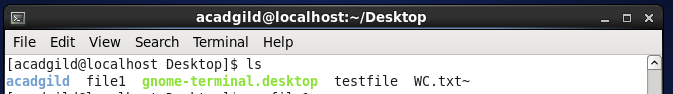 acadgild@localhost:~/Desktop
File Edit View Search Terminal Help
[acadgild@localhost Desktop]$ ls
acadgild file1 gnome-terminal.desktop testfile WC.txt~